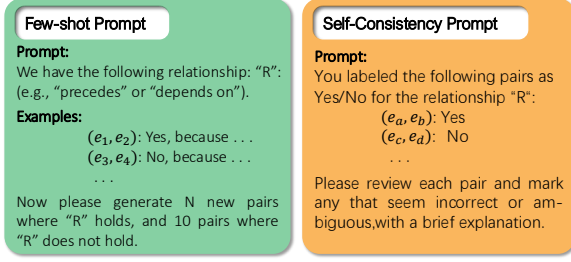 Few-shot Prompt
Prompt:
We have the following relationship: “R”:
(e.g., “precedes” or “depends on”).
Examples:
(e₁, e₂): Yes, because . . .
(e₃, e₄): No, because . . .
. . .
Now please generate N new pairs
where “R” holds, and 10 pairs where
“R” does not hold.
Self-Consistency Prompt
Prompt:
You labeled the following pairs as
Yes/No for the relationship “R“:
(eₐ, e_b): Yes
(e_c, e_d): No
. . .
Please review each pair and mark
any that seem incorrect or am-
biguous,with a brief explanation.